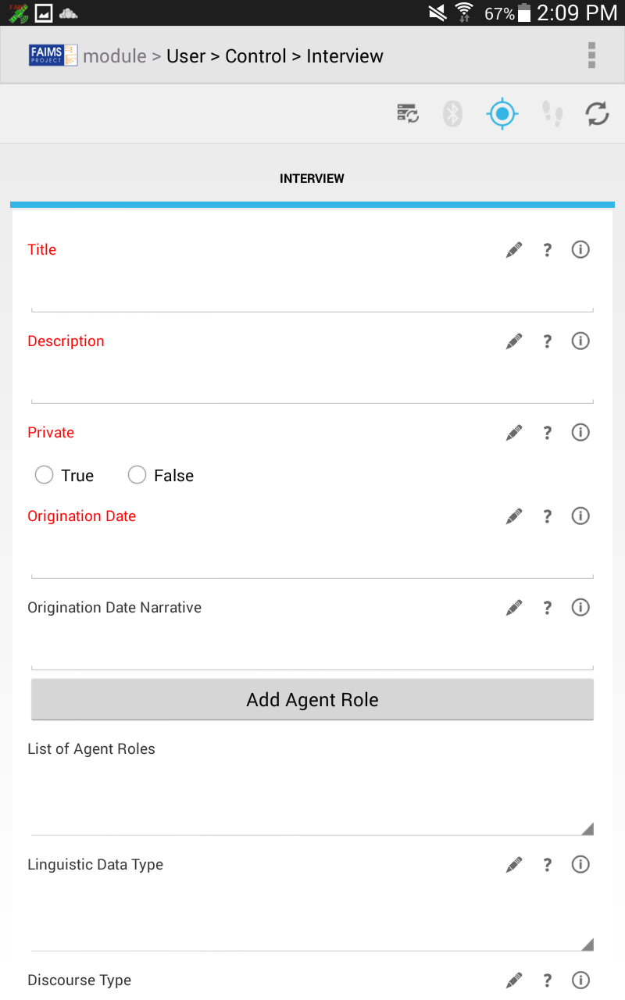 FAIMS
67% 2:09 PM
FAIMS PROJECT module > User > Control > Interview
INTERVIEW
Title ?
Description ?
Private ?
True False
Origination Date ?
Origination Date Narrative ?
Add Agent Role
List of Agent Roles
Linguistic Data Type ?
Discourse Type ?